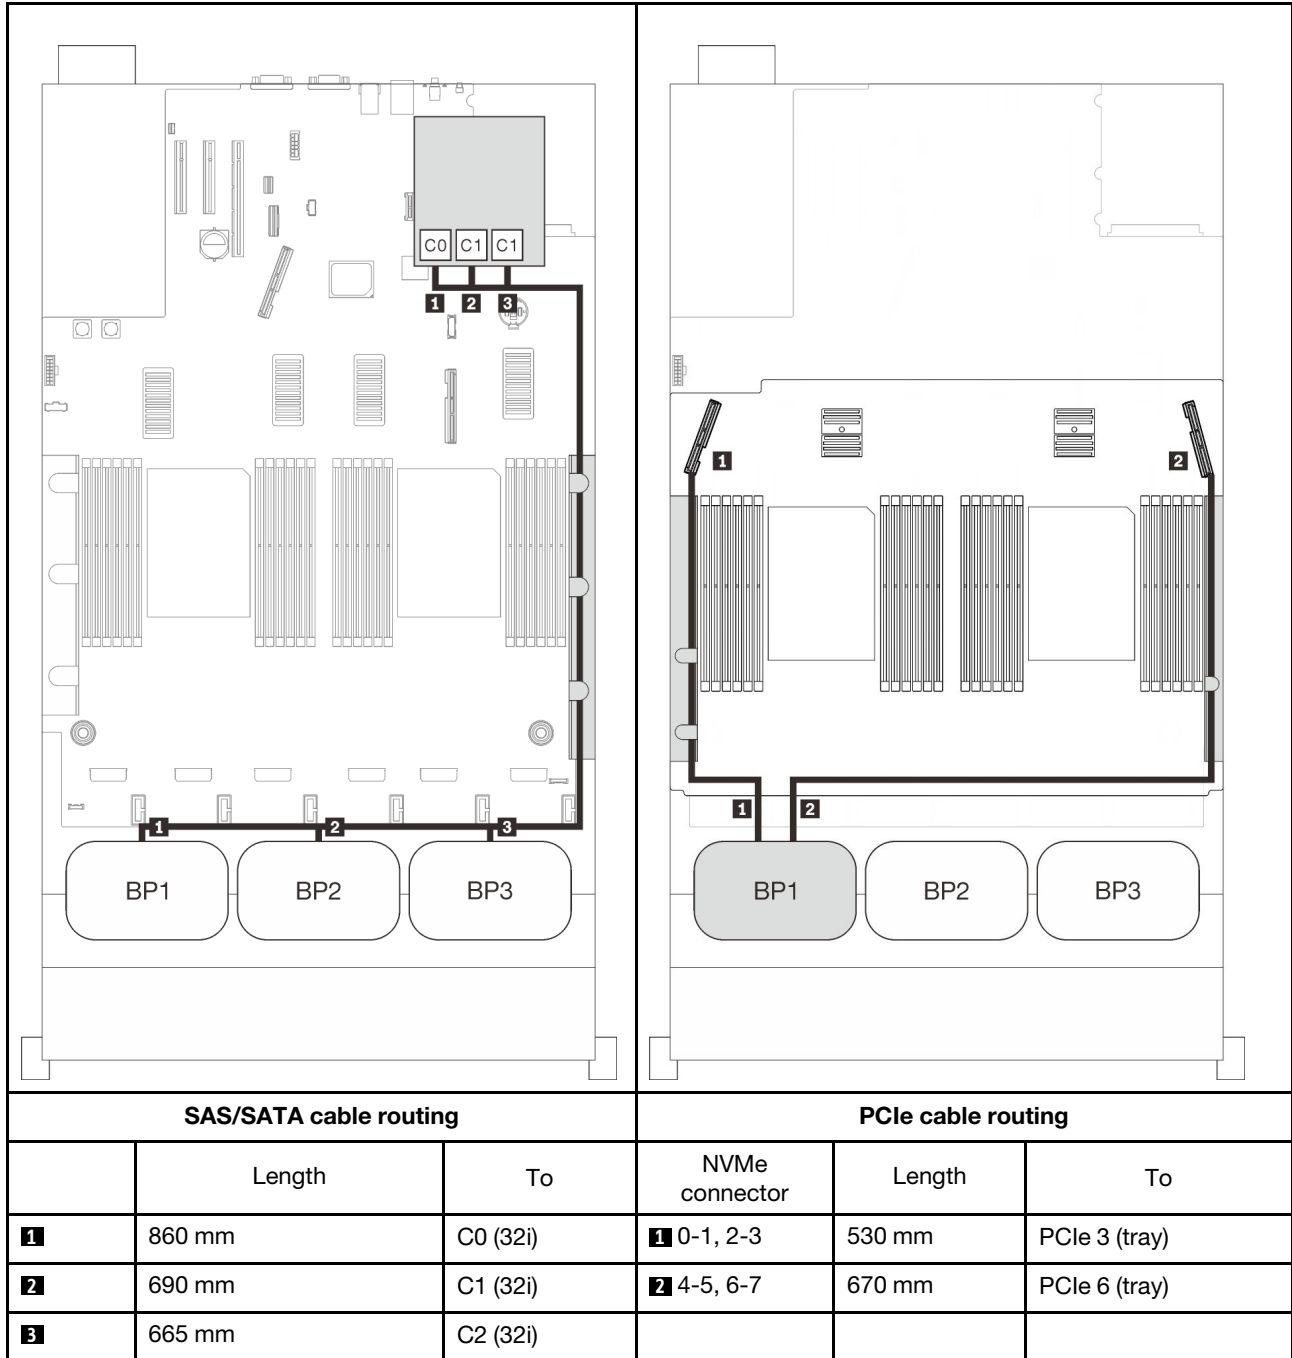 C0 C1 C1
1 2 3
1 2
1 2 3
BP1 BP2 BP3
1 2
BP1 BP2 BP3
SAS/SATA cable routing
PCIe cable routing
Length To
NVMe connector Length To
1 860 mm C0 (32i)
1 0-1, 2-3 530 mm PCIe 3 (tray)
2 690 mm C1 (32i)
2 4-5, 6-7 670 mm PCIe 6 (tray)
3 665 mm C2 (32i)